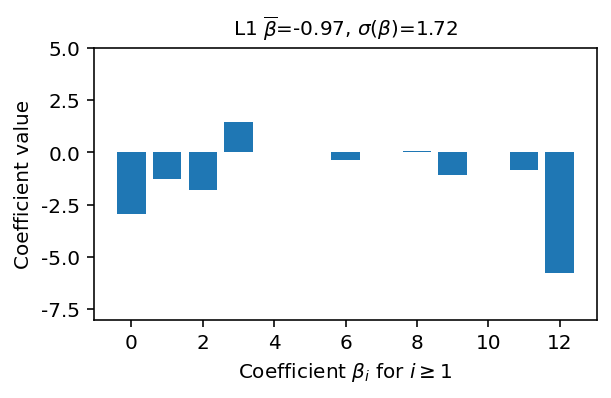 L1 β̅=-0.97, σ(β)=1.72
5.0
2.5
0.0
-2.5
-5.0
-7.5
Coefficient value
0 2 4 6 8 10 12
Coefficient βᵢ for i ≥ 1